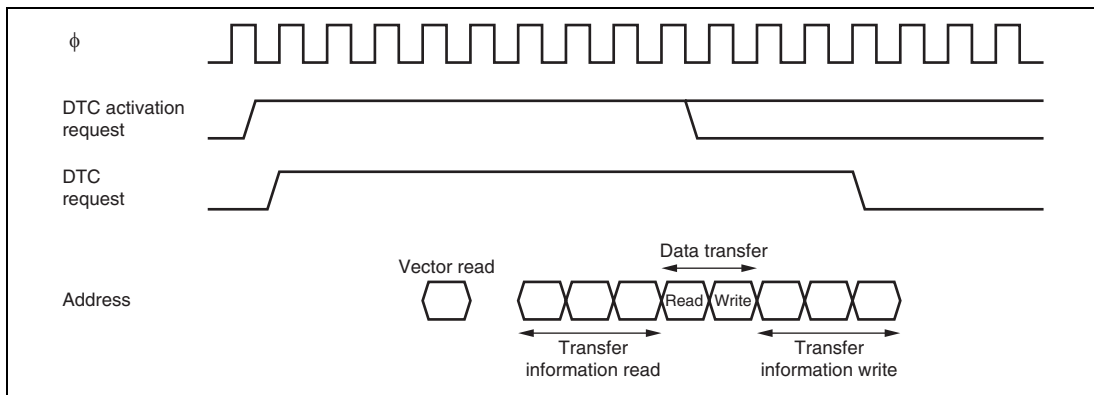 ϕ
DTC activation
request
DTC
request
Data transfer
Vector read
Address
Read Write
Transfer
information read
Transfer
information write